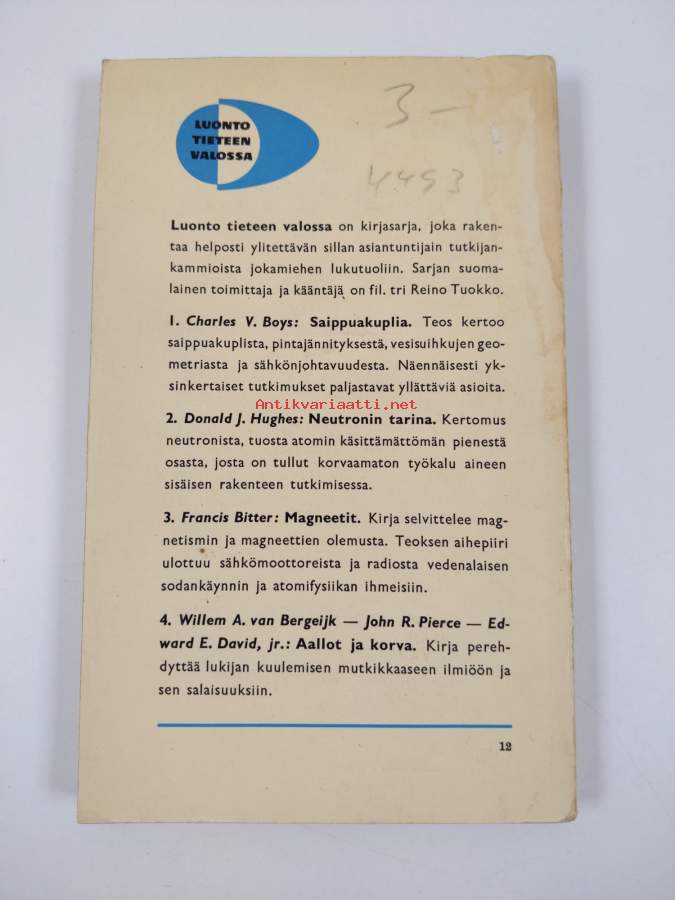 3-
LUONTO
TIETEEN
VALOSSA
4493
Luonto tieteen valossa on kirjasarja, joka raken-
taa helposti ylitettävän sillan asiantuntijain tutkijan-
kammioista jokamiehen lukutuoliin. Sarjan suoma-
lainen toimittaja ja kääntäjä on fil. tri Reino Tuokko.
1. Charles V. Boys: Saippuakuplia. Teos kertoo
saippuakuplista, pintajännityksestä, vesisuihkujen geo-
metriasta ja sähkönjohtavuudesta. Näennäisesti yk-
sinkertaiset tutkimukset paljastavat yllättäviä asioita.
Antikvariaatti.net
2. Donald J. Hughes: Neutronin tarina. Kertomus
neutronista, tuosta atomin käsittämättömän pienestä
osasta, josta on tullut korvaamaton työkalu aineen
sisäisen rakenteen tutkimisessa.
3. Francis Bitter: Magneetit. Kirja selvittelee mag-
netismin ja magneettien olemusta. Teoksen aihepiiri
ulottuu sähkömoottoreista ja radiosta vedenalaisen
sodankäynnin ja atomifysiikan ihmeisiin.
4. Willem A. van Bergeijk — John R. Pierce — Ed-
ward E. David, jr.: Aallot ja korva. Kirja pereh-
dyttää lukijan kuulemisen mutkikkaaseen ilmiöön ja
sen salaisuuksiin.
12